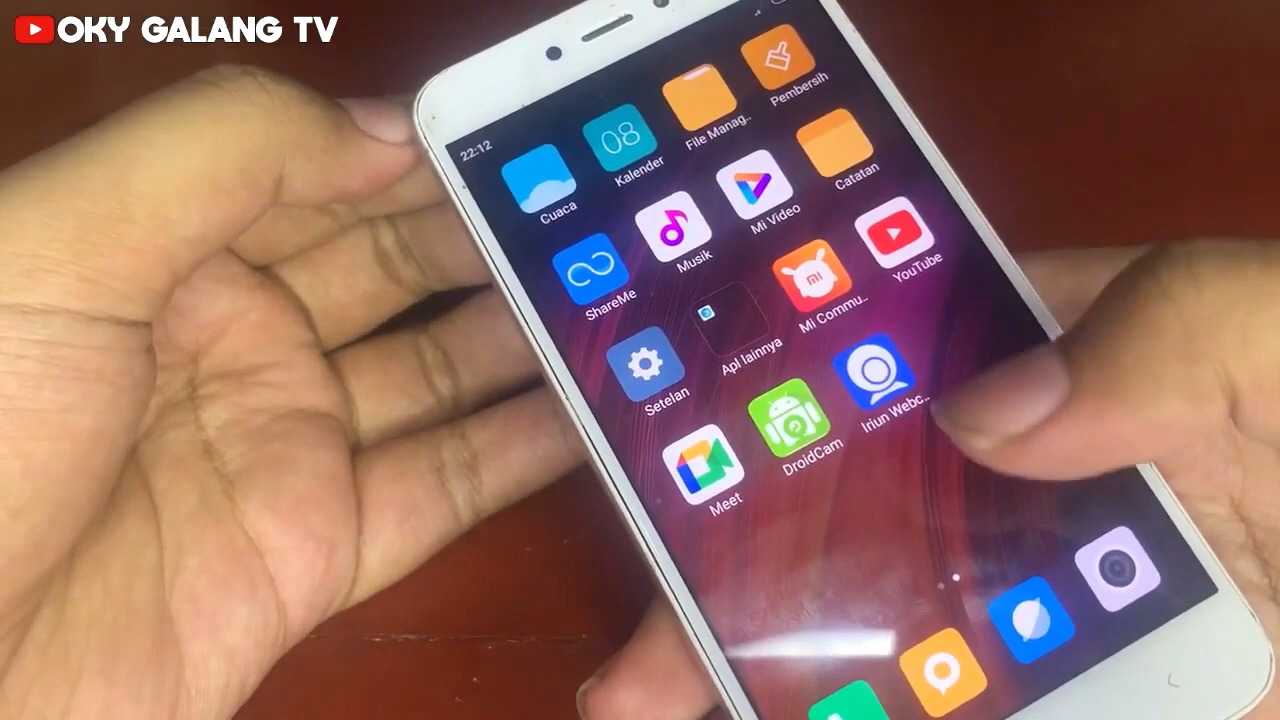 OKY GALANG TV
22:12
Cuaca
08
Kalender
File Manag..
Pembersih
ShareMe
Musik
Mi Video
Catatan
Setelan
Apl lainnya
mi
Mi Commu..
YouTube
Meet
DroidCam
Iriun Webc..